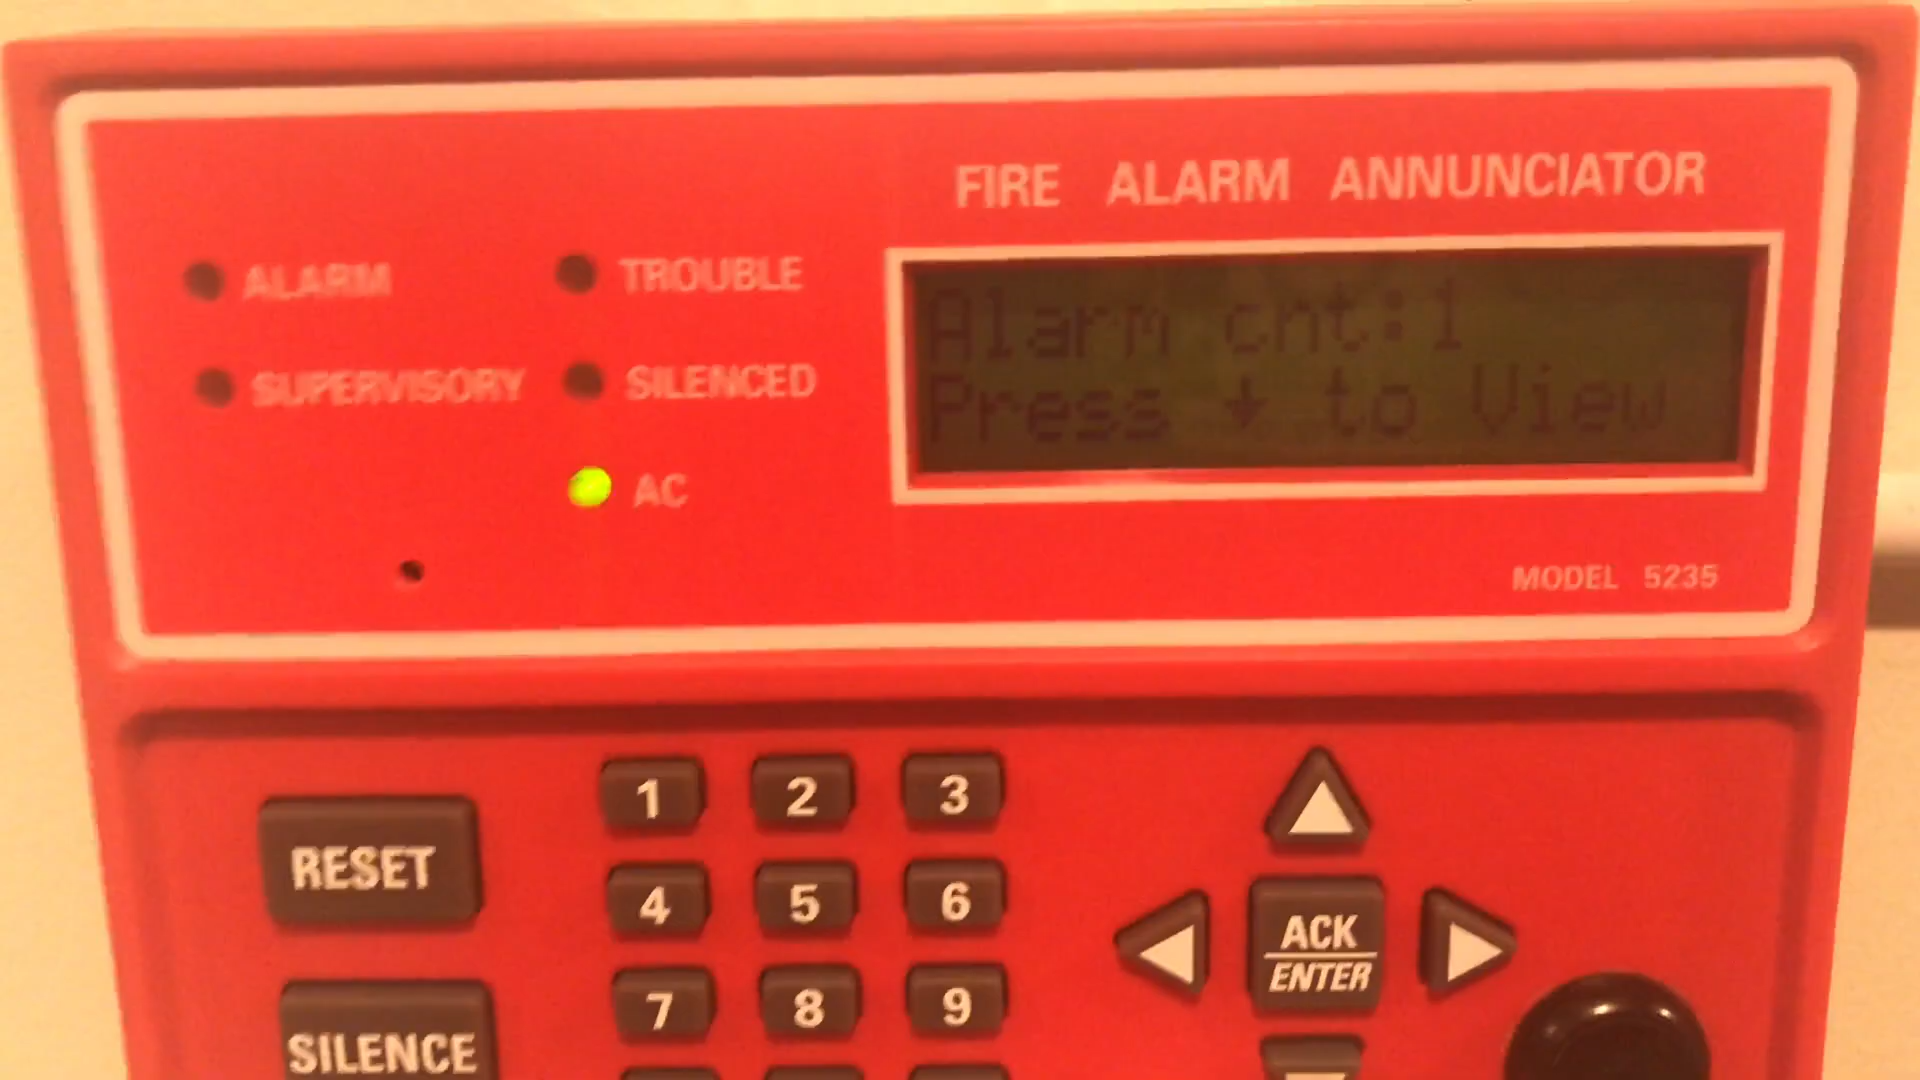 FIRE ALARM ANNUNCIATOR
ALARM
TROUBLE
SUPERVISORY
SILENCED
AC
Alarm cnt:1
Press ↓ to View
MODEL 5235
RESET
SILENCE
1 2 3
4 5 6
7 8 9
ACK
ENTER